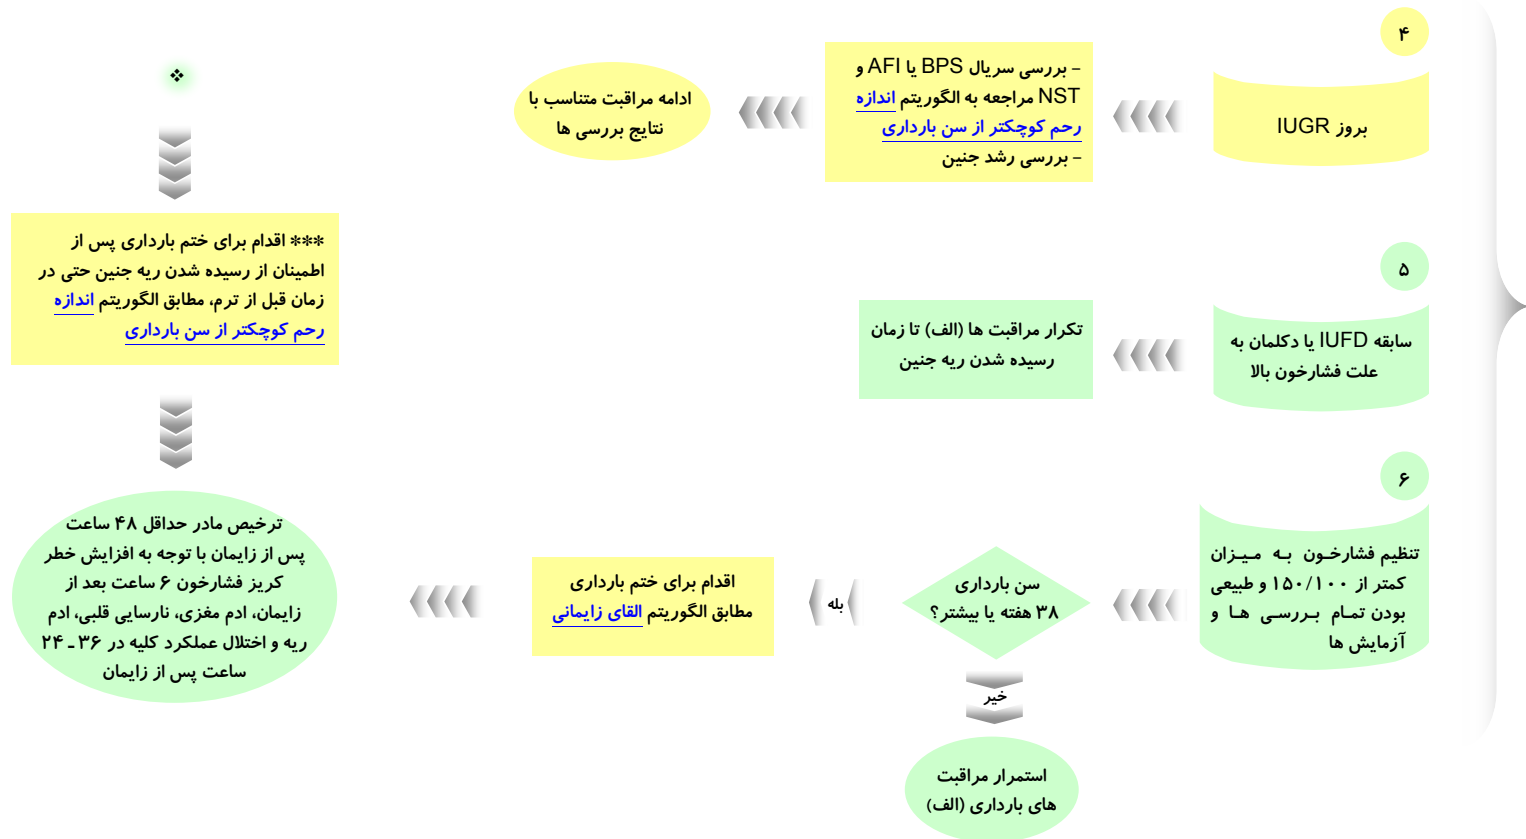 ۴
بروز IUGR
- بررسی سریال BPS یا AFI و
NST مراجعه به الگوریتم اندازه
رحم کوچکتر از سن بارداری
- بررسی رشد جنین
ادامه مراقبت متناسب با
نتایج بررسی ها
۵
سابقه IUFD یا دکلمان به
علت فشارخون بالا
تکرار مراقبت ها (الف) تا زمان
رسیده شدن ریه جنین
۶
تنظیم فشارخون به میزان
کمتر از ۱۵۰/۱۰۰ و طبیعی
بودن تمام بررسی ها و
آزمایش ها
سن بارداری
۳۸ هفته یا بیشتر؟
بله
خیر
استمرار مراقبت
های بارداری (الف)
اقدام برای ختم بارداری
مطابق الگوریتم القای زایمانی
❖
*** اقدام برای ختم بارداری پس از
اطمینان از رسیده شدن ریه جنین حتی در
زمان قبل از ترم، مطابق الگوریتم اندازه
رحم کوچکتر از سن بارداری
ترخیص مادر حداقل ۴۸ ساعت
پس از زایمان با توجه به افزایش خطر
کریز فشارخون ۶ ساعت بعد از
زایمان، ادم مغزی، نارسایی قلبی، ادم
ریه و اختلال عملکرد کلیه در ۳۶ ـ ۲۴
ساعت پس از زایمان